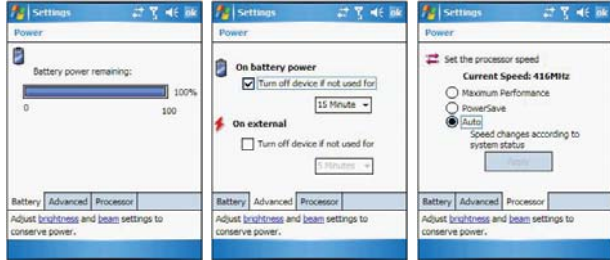 Settings
ok
Power
Battery power remaining:
100%
0
100
Battery
Advanced
Processor
Adjust brightness and beam settings to
conserve power.
Settings
ok
Power
On battery power
Turn off device if not used for
15 Minute
On external
Turn off device if not used for
5 Minutes
Battery
Advanced
Processor
Adjust brightness and beam settings to
conserve power.
Settings
ok
Power
Set the processor speed
Current Speed: 416MHz
Maximum Performance
PowerSave
Auto
Speed changes according to
system status
Apply
Battery
Advanced
Processor
Adjust brightness and beam settings to
conserve power.